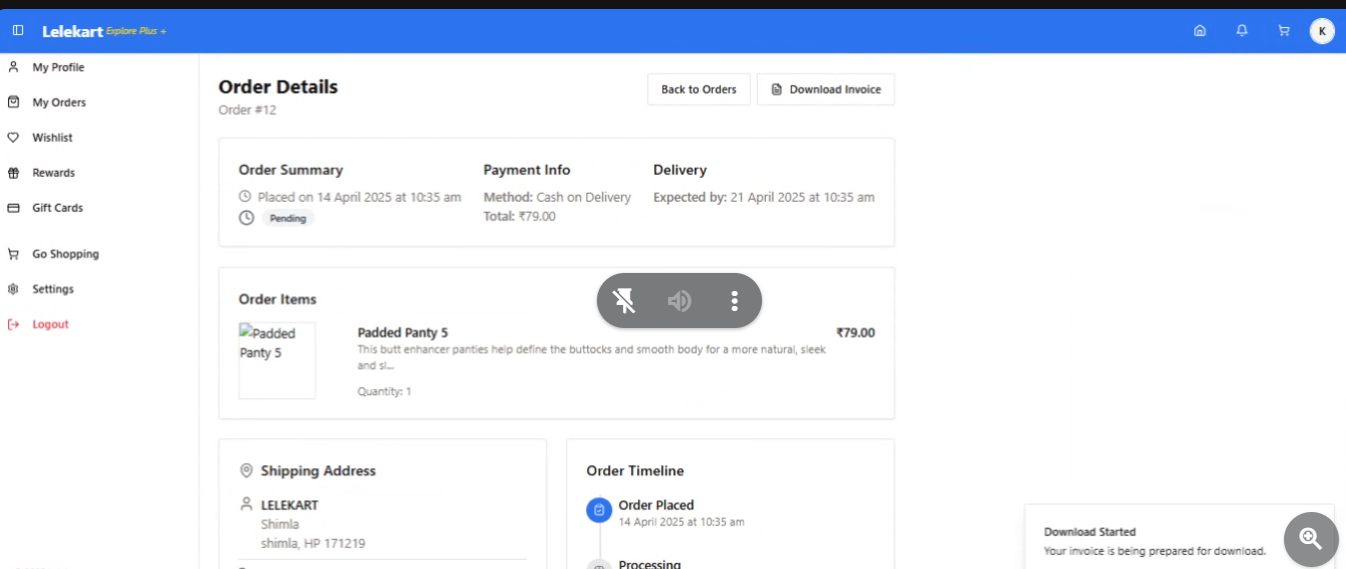 Lelekart Explore Plus +
K
My Profile
My Orders
Wishlist
Rewards
Gift Cards
Go Shopping
Settings
Logout
Order Details
Order #12
Back to Orders
Download Invoice
Order Summary
Placed on 14 April 2025 at 10:35 am
Pending
Payment Info
Method: Cash on Delivery
Total: ₹79.00
Delivery
Expected by: 21 April 2025 at 10:35 am
Order Items
Padded
Panty 5
Padded Panty 5
₹79.00
This butt enhancer panties help define the buttocks and smooth body for a more natural, sleek
and sl...
Quantity: 1
Shipping Address
LELEKART
Shimla
shimla, HP 171219
Order Timeline
Order Placed
14 April 2025 at 10:35 am
Processing
Download Started
Your invoice is being prepared for download.